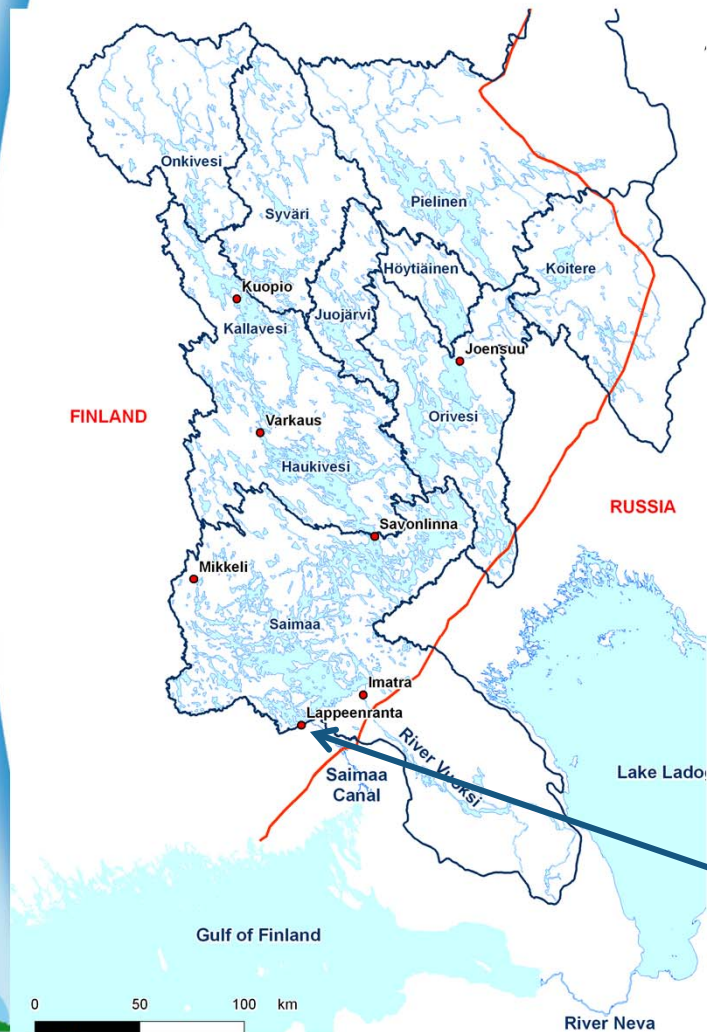 Onkivesi
Syväri
Pielinen
Höytiäinen
Koitere
Kuopio
Juojärvi
Kallavesi
Joensuu
FINLAND
Varkaus
Orivesi
Haukivesi
RUSSIA
Savonlinna
Mikkeli
Saimaa
Imatra
Lappeenranta
River Vuoksi
Saimaa
Canal
Lake Ladog
Gulf of Finland
0 50 100 km
River Neva